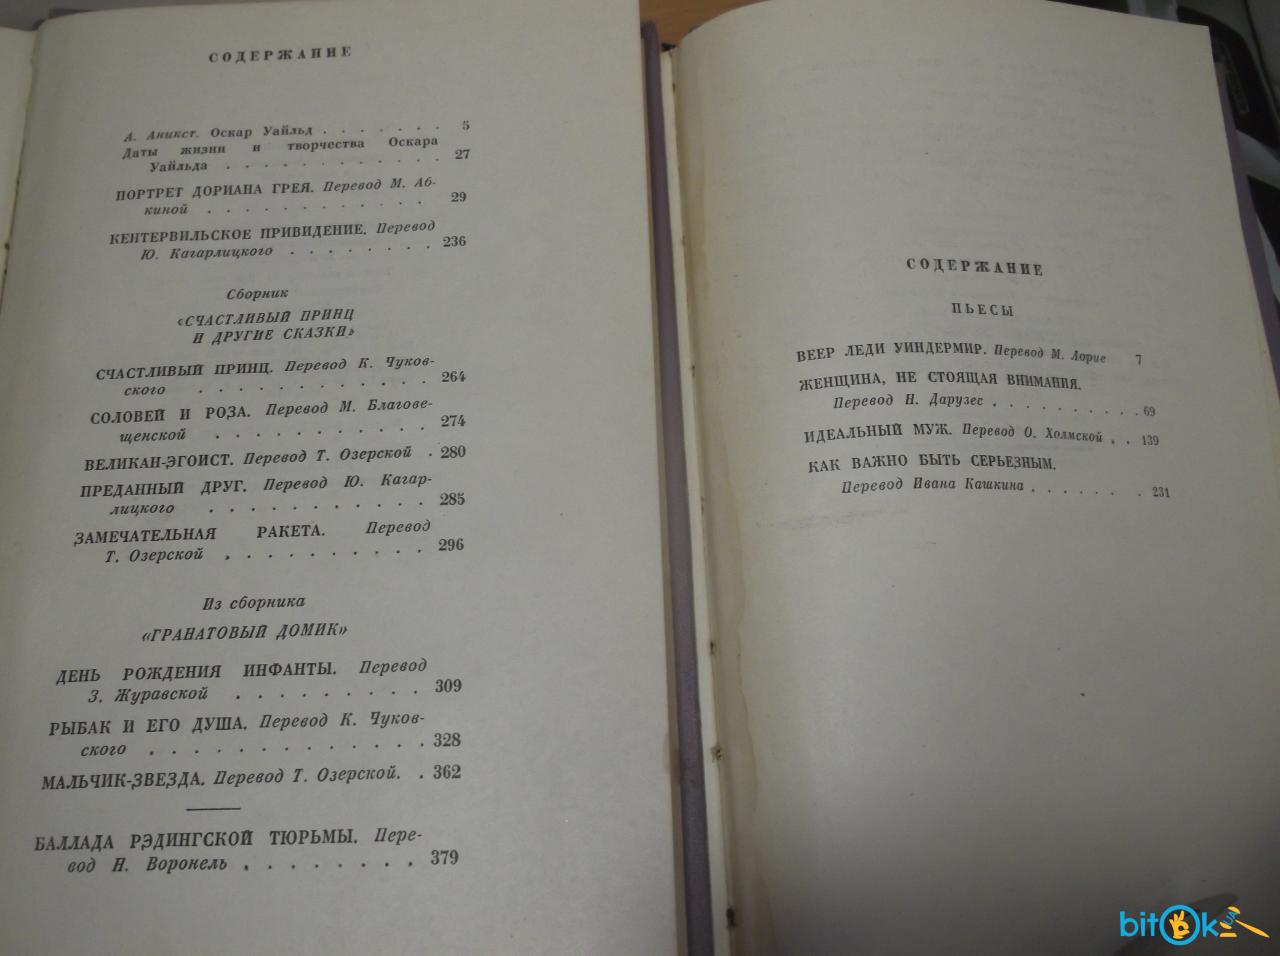 СОДЕРЖАНИЕ
А. Аникст. Оскар Уайльд . . . . . . . 5
Даты жизни и творчества Оскара
Уайльда . . . . . . . . . . . . 27
ПОРТРЕТ ДОРИАНА ГРЕЯ. Перевод М. Аб-
киной . . . . . . . . . . . . 29
КЕНТЕРВИЛЬСКОЕ ПРИВИДЕНИЕ. Перевод
Ю. Кагарлицкого . . . . . . . . 236
Сборник
«СЧАСТЛИВЫЙ ПРИНЦ
И ДРУГИЕ СКАЗКИ»
СЧАСТЛИВЫЙ ПРИНЦ. Перевод К. Чуков-
ского . . . . . . . . . . . . 264
СОЛОВЕЙ И РОЗА. Перевод М. Благове-
щенской . . . . . . . . . . . 274
ВЕЛИКАН-ЭГОИСТ. Перевод Т. Озерской . 280
ПРЕДАННЫЙ ДРУГ. Перевод Ю. Кагар-
лицкого . . . . . . . . . . . 285
ЗАМЕЧАТЕЛЬНАЯ РАКЕТА. Перевод
Т. Озерской . . . . . . . . . . 296
Из сборника
«ГРАНАТОВЫЙ ДОМИК»
ДЕНЬ РОЖДЕНИЯ ИНФАНТЫ. Перевод
З. Журавской . . . . . . . . . 309
РЫБАК И ЕГО ДУША. Перевод К. Чуков-
ского . . . . . . . . . . . . . 328
МАЛЬЧИК-ЗВЕЗДА. Перевод Т. Озерской. . 362
БАЛЛАДА РЭДИНГСКОЙ ТЮРЬМЫ. Пере-
вод Н. Воронель . . . . . . . . 379
СОДЕРЖАНИЕ
ПЬЕСЫ
ВЕЕР ЛЕДИ УИНДЕРМИР. Перевод М. Лорие 7
ЖЕНЩИНА, НЕ СТОЯЩАЯ ВНИМАНИЯ.
Перевод Н. Дарузес . . . . . . . . . . 69
ИДЕАЛЬНЫЙ МУЖ. Перевод О. Холмской . . 139
КАК ВАЖНО БЫТЬ СЕРЬЕЗНЫМ.
Перевод Ивана Кашкина . . . . . . . 231
bitOk UA